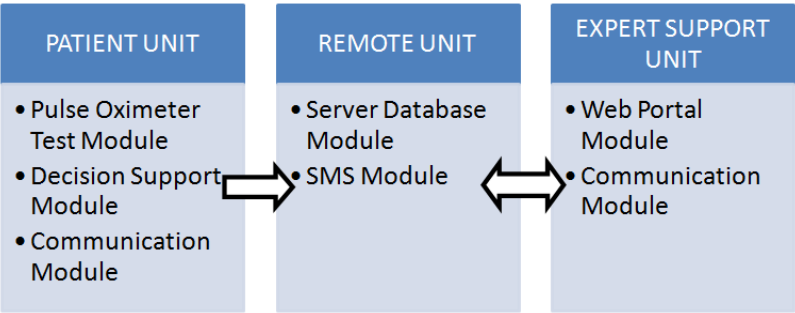 PATIENT UNIT
• Pulse Oximeter
Test Module
• Decision Support
Module
• Communication
Module
REMOTE UNIT
• Server Database
Module
• SMS Module
EXPERT SUPPORT
UNIT
• Web Portal
Module
• Communication
Module